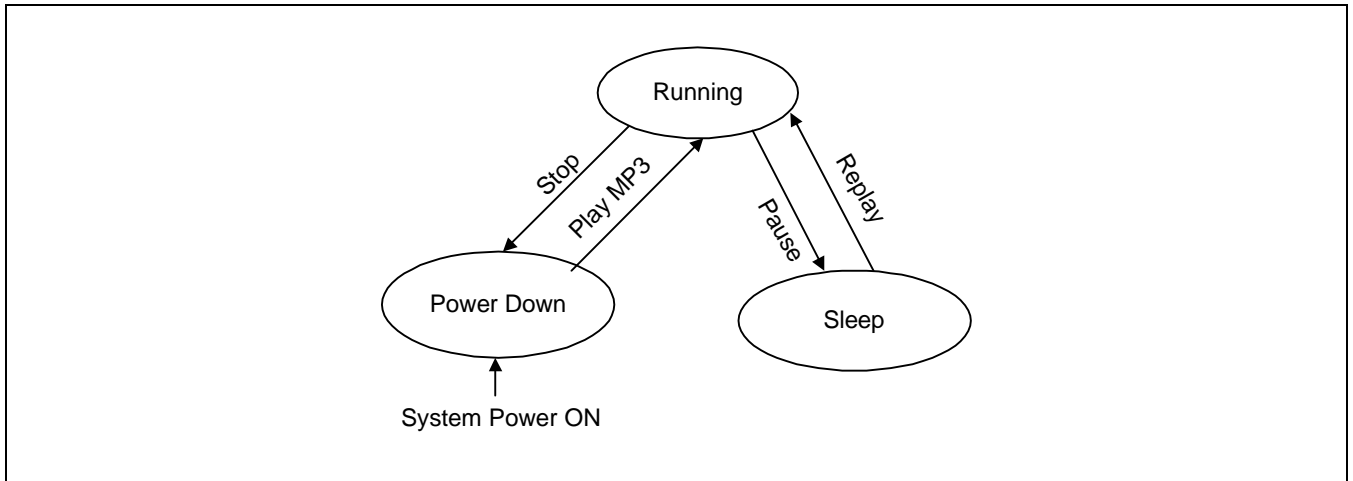 Running
Stop
Play MP3
Pause
Replay
Power Down
Sleep
System Power ON